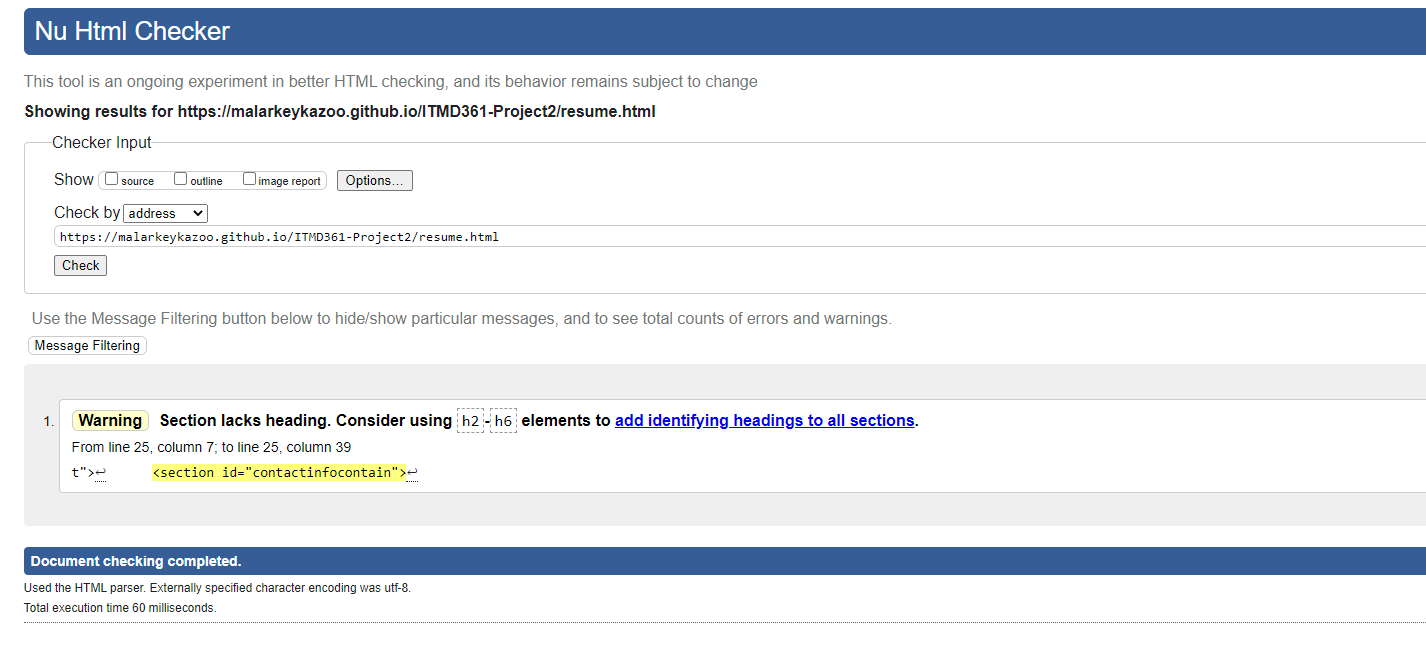 Nu Html Checker
This tool is an ongoing experiment in better HTML checking, and its behavior remains subject to change
Showing results for https://malarkeykazoo.github.io/ITMD361-Project2/resume.html
Checker Input
Show source outline image report Options...
Check by address
https://malarkeykazoo.github.io/ITMD361-Project2/resume.html
Check
Use the Message Filtering button below to hide/show particular messages, and to see total counts of errors and warnings.
Message Filtering
1. Warning Section lacks heading. Consider using h2-h6 elements to add identifying headings to all sections.
From line 25, column 7; to line 25, column 39
t">↩ <section id="contactinfocontain">↩
Document checking completed.
Used the HTML parser. Externally specified character encoding was utf-8.
Total execution time 60 milliseconds.